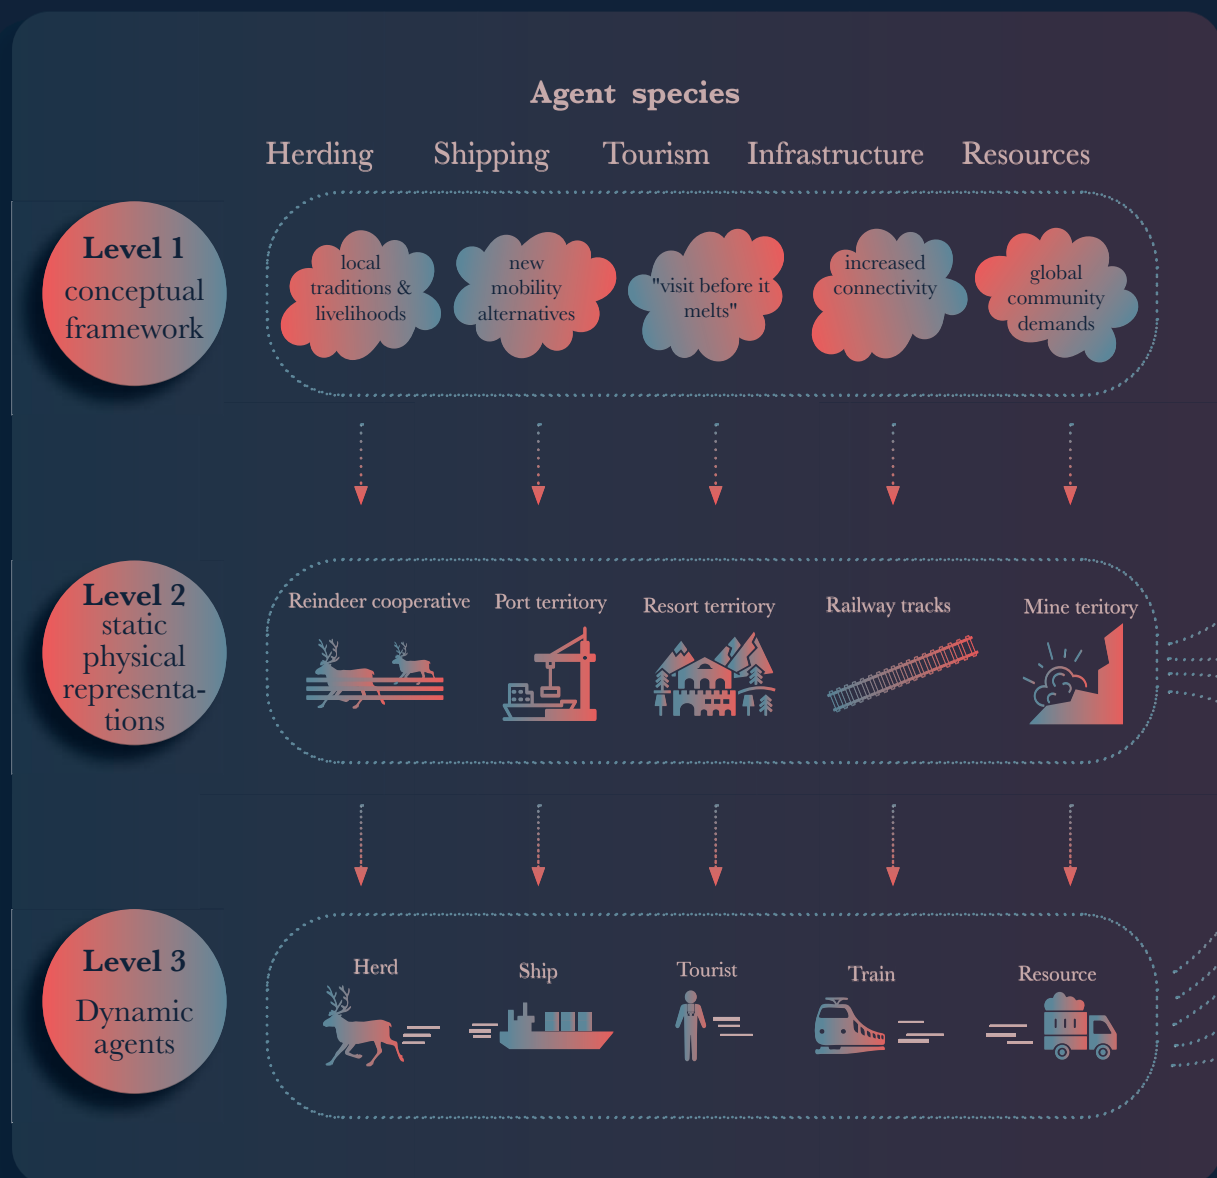 Agent species
Herding Shipping Tourism Infrastructure Resources
Level 1
conceptual
framework
local
traditions &
livelihoods
new
mobility
alternatives
"visit before it
melts"
increased
connectivity
global
community
demands
Level 2
static
physical
representa-
tions
Reindeer cooperative
Port territory
Resort territory
Railway tracks
Mine teritory
Level 3
Dynamic
agents
Herd
Ship
Tourist
Train
Resource